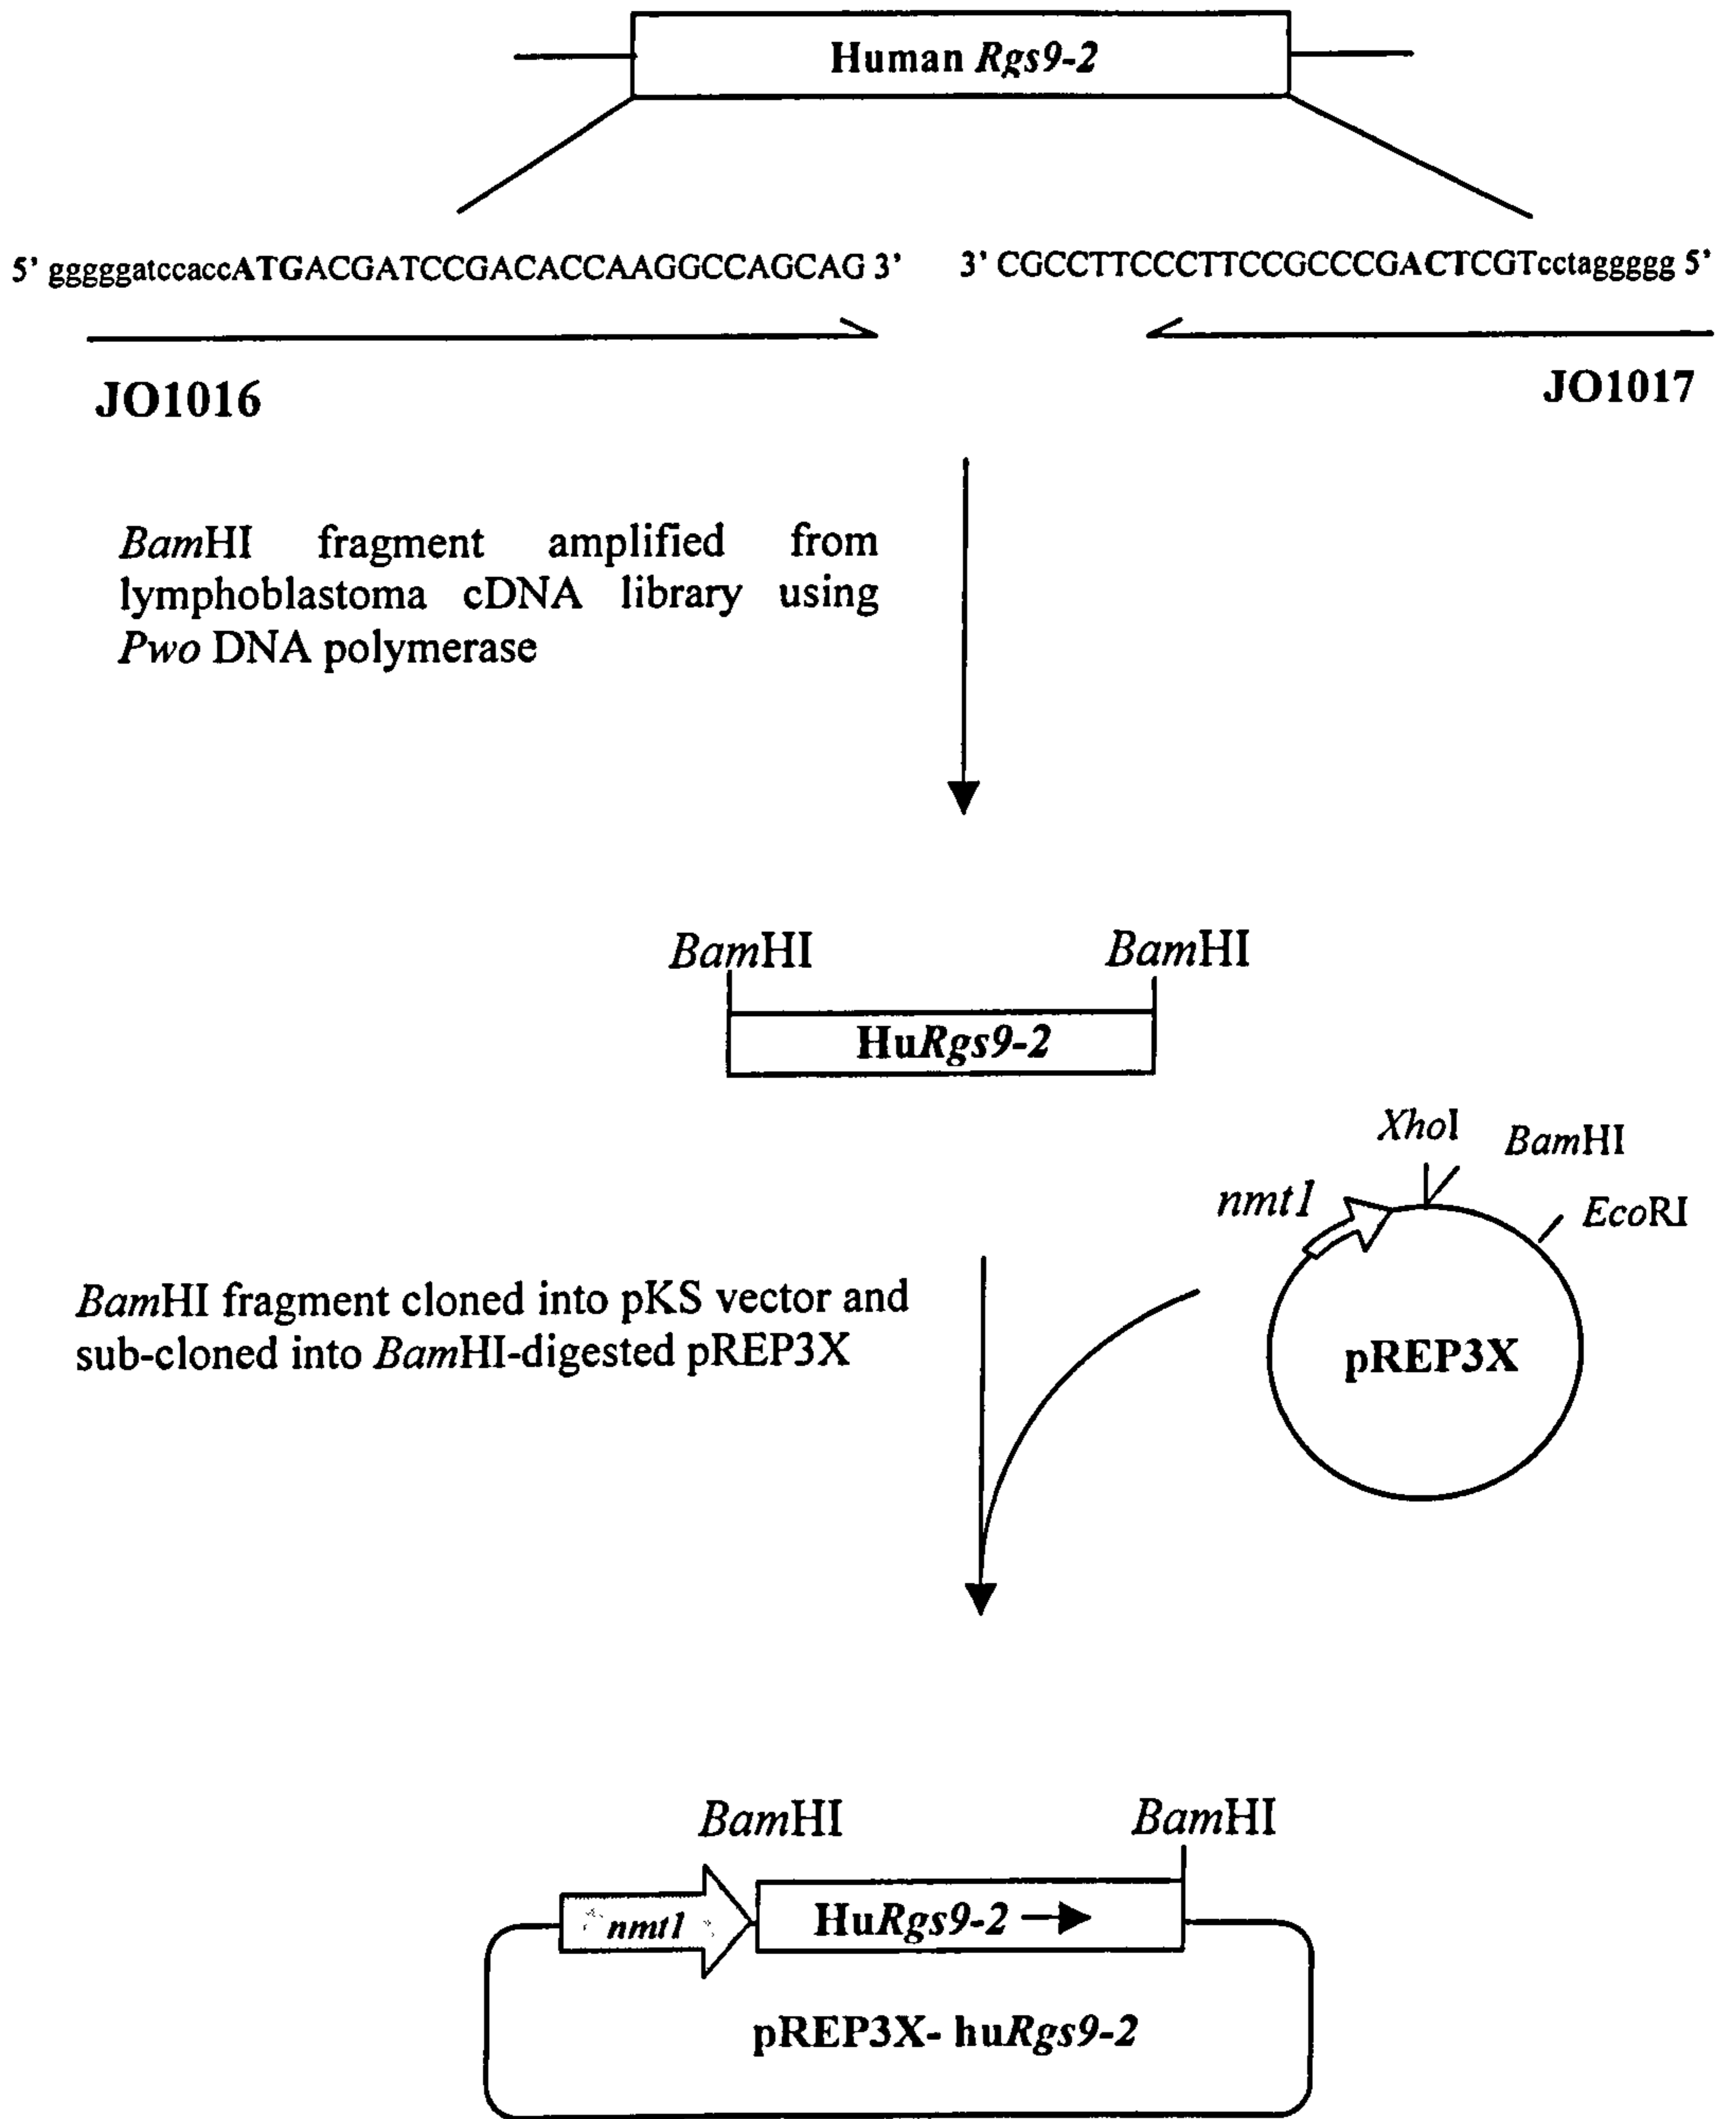 Human Rgs9-2
5' gggggatccaccATGACGATCCGACACCAAGGCCAGCAG 3' 3' CGCCTTCCCTTCCGCCCGACTCGTcctaggggg 5'
JO1016
JO1017
BamHI fragment amplified from
lymphoblastoma cDNA library using
Pwo DNA polymerase
BamHI BamHI
HuRgs9-2
XhoI BamHI
nmt1
EcoRI
pREP3X
BamHI fragment cloned into pKS vector and
sub-cloned into BamHI-digested pREP3X
BamHI BamHI
nmt1
HuRgs9-2
pREP3X- huRgs9-2